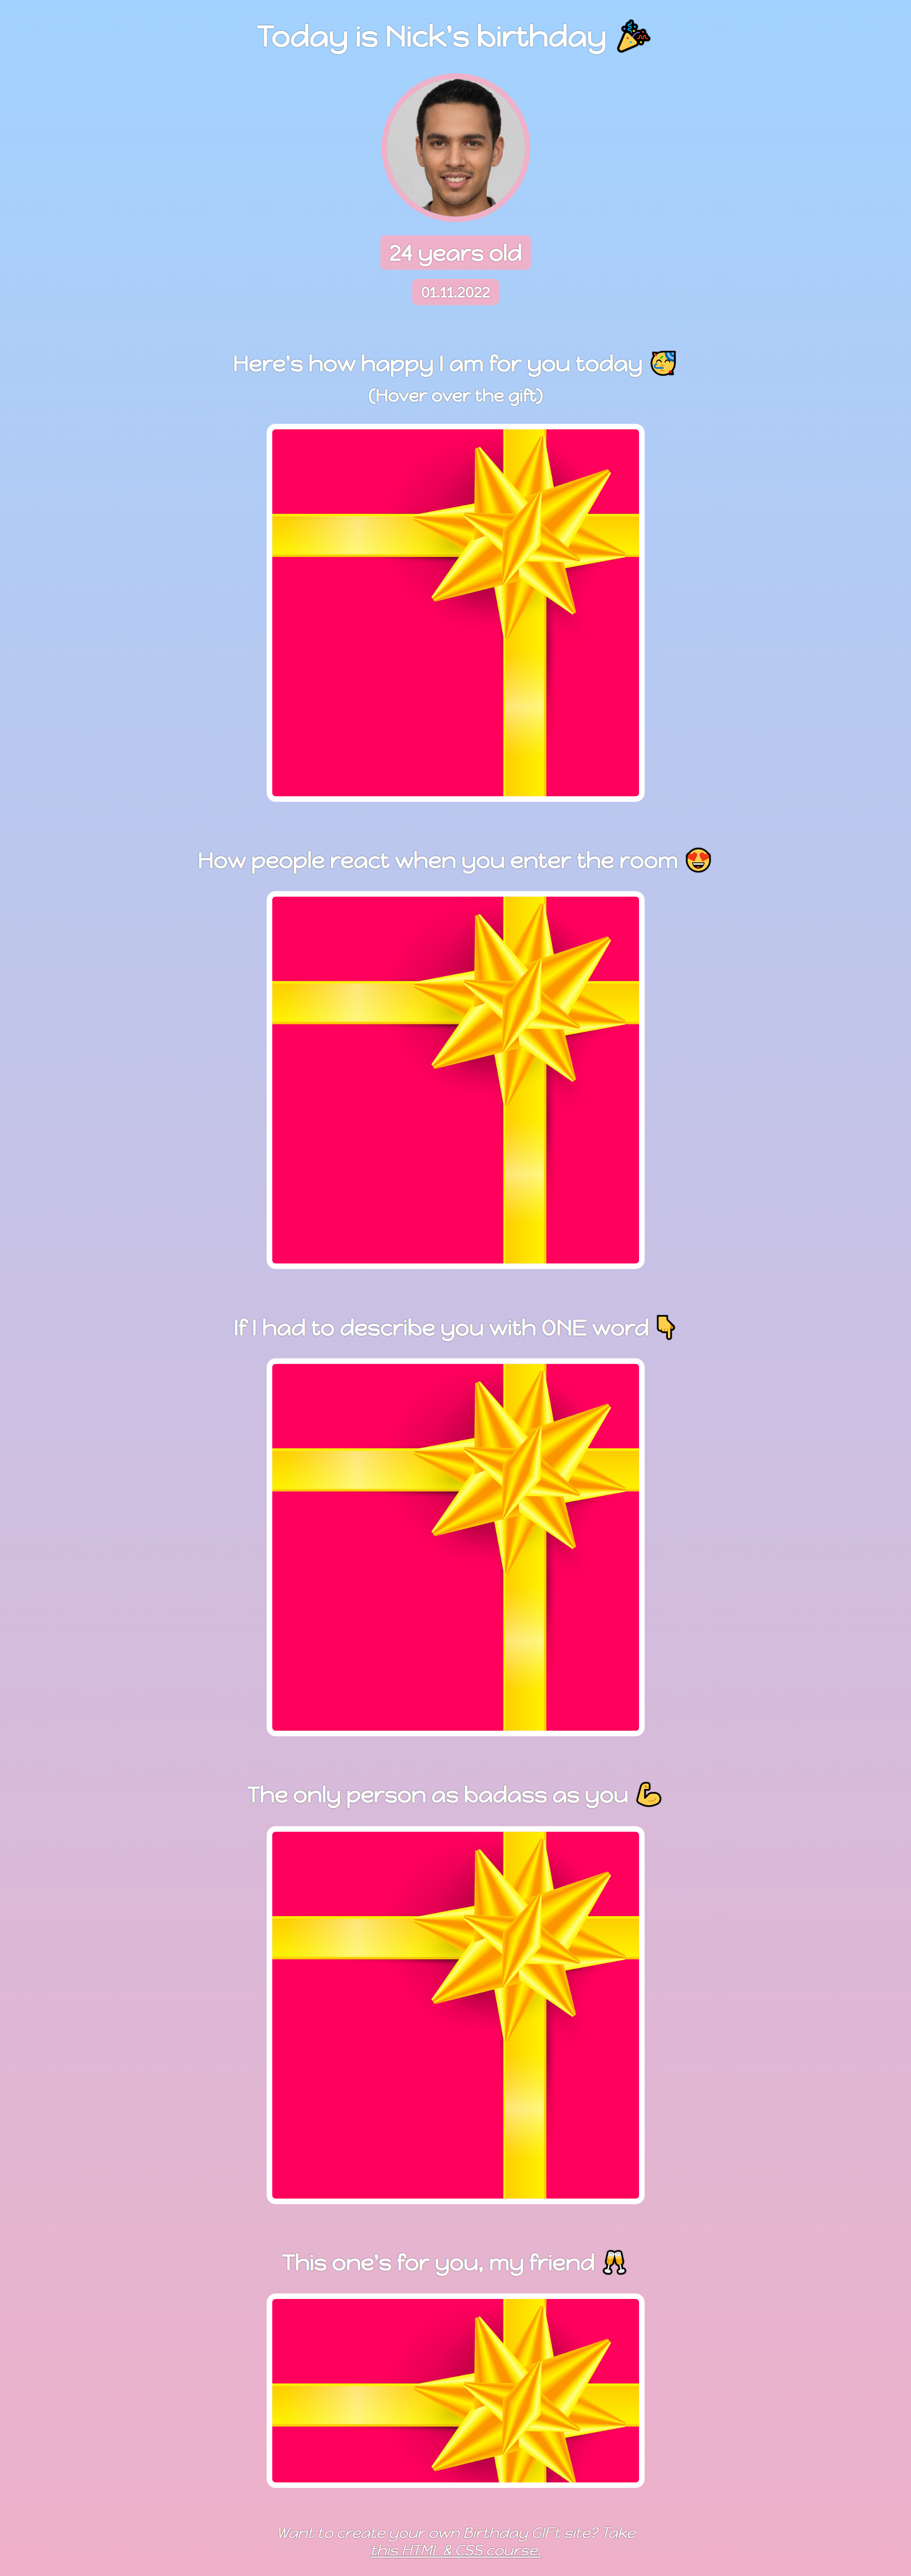 Today is Nick's birthday 🎉
24 years old
01.11.2022
Here's how happy I am for you today 🥳
(Hover over the gift)
How people react when you enter the room 😍
If I had to describe you with ONE word 👇
The only person as badass as you 💪
This one's for you, my friend 🥂
Want to create your own Birthday GIFt site? Take
this HTML & CSS course.